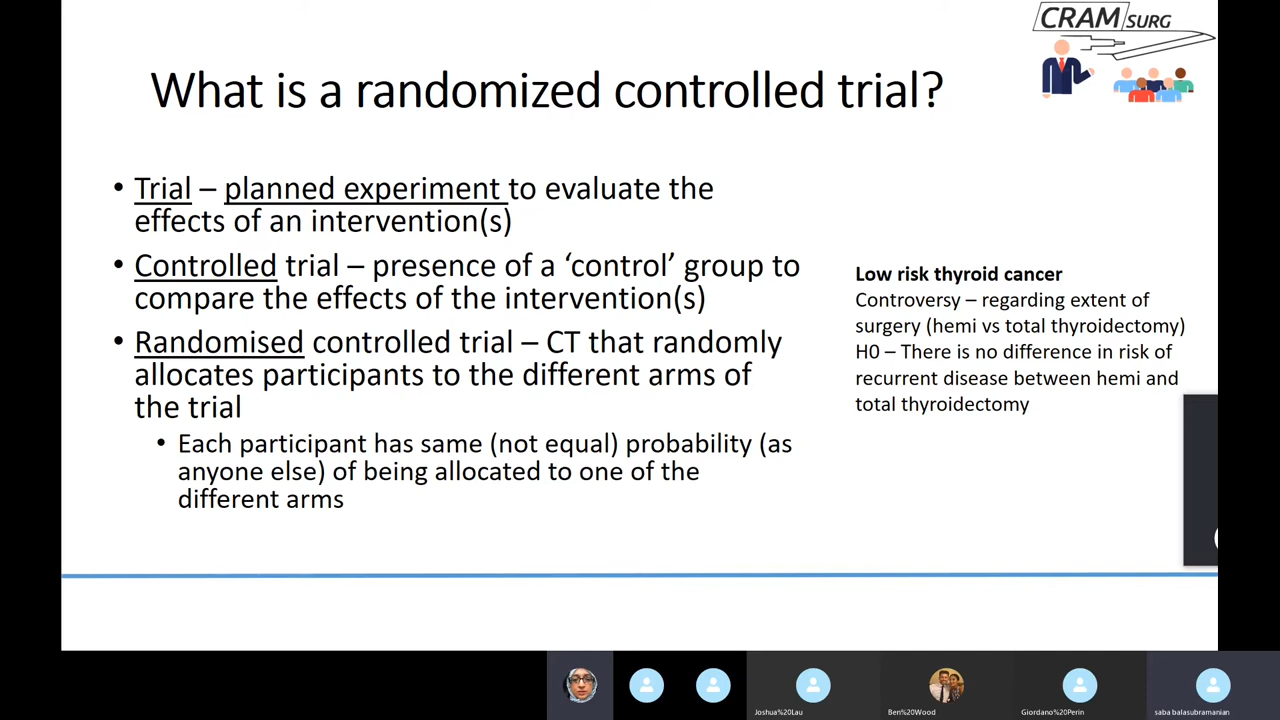 CRAMSURG
What is a randomized controlled trial?
• Trial – planned experiment to evaluate the
effects of an intervention(s)
• Controlled trial – presence of a ‘control’ group to
compare the effects of the intervention(s)
• Randomised controlled trial – CT that randomly
allocates participants to the different arms of
the trial
• Each participant has same (not equal) probability (as
anyone else) of being allocated to one of the
different arms
Low risk thyroid cancer
Controversy – regarding extent of
surgery (hemi vs total thyroidectomy)
H0 – There is no difference in risk of
recurrent disease between hemi and
total thyroidectomy
Joshua%20Lau
Ben%20Wood
Giordano%20Perin
saba balasubramanian